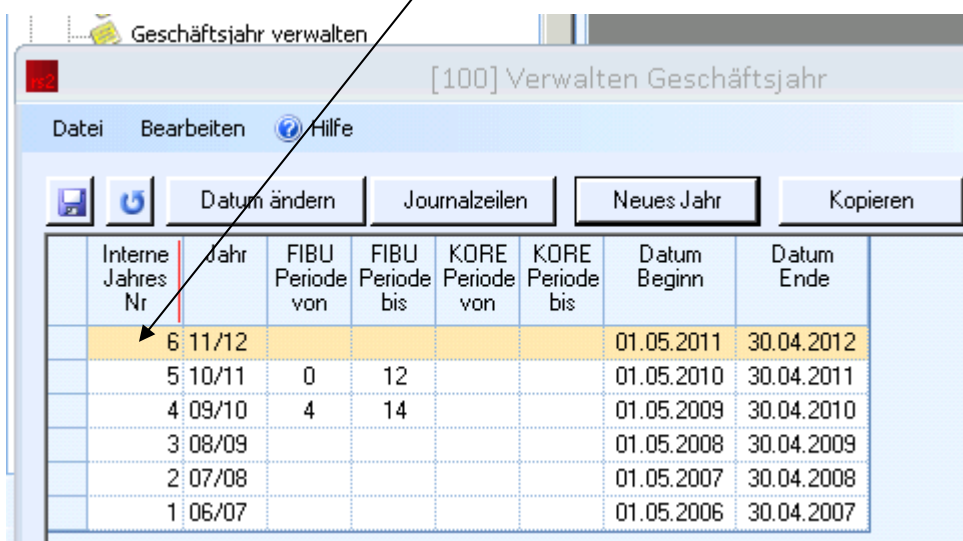 Geschäftsjahr verwalten
rs2
[100] Verwalten Geschäftsjahr
Datei Bearbeiten ? Hilfe
Datum ändern Journalzeilen Neues Jahr Kopieren
Interne Jahr FIBU FIBU KORE KORE Datum Datum
Jahres Periode Periode Periode Periode Beginn Ende
Nr von bis von bis
6 11/12 01.05.2011 30.04.2012
5 10/11 0 12 01.05.2010 30.04.2011
4 09/10 4 14 01.05.2009 30.04.2010
3 08/09 01.05.2008 30.04.2009
2 07/08 01.05.2007 30.04.2008
1 06/07 01.05.2006 30.04.2007